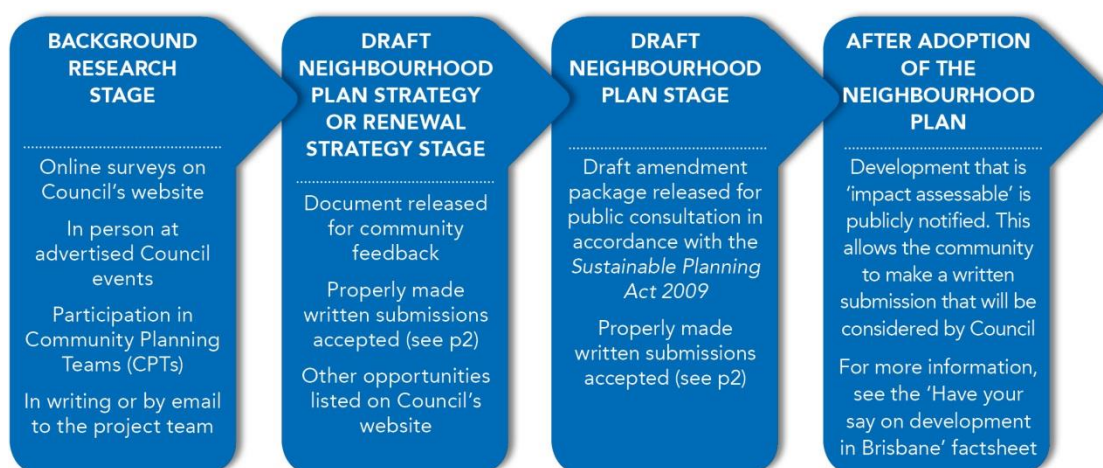 BACKGROUND
RESEARCH
STAGE
Online surveys on
Council's website
In person at
advertised Council
events
Participation in
Community Planning
Teams (CPTs)
In writing or by email
to the project team
DRAFT
NEIGHBOURHOOD
PLAN STRATEGY
OR RENEWAL
STRATEGY STAGE
Document released
for community
feedback
Properly made
written submissions
accepted (see p2)
Other opportunities
listed on Council's
website
DRAFT
NEIGHBOURHOOD
PLAN STAGE
Draft amendment
package released for
public consultation in
accordance with the
Sustainable Planning
Act 2009
Properly made
written submissions
accepted (see p2)
AFTER ADOPTION
OF THE
NEIGHBOURHOOD
PLAN
Development that is
'impact assessable' is
publicly notified. This
allows the community
to make a written
submission that will be
considered by Council
For more information,
see the 'Have your
say on development
in Brisbane' factsheet